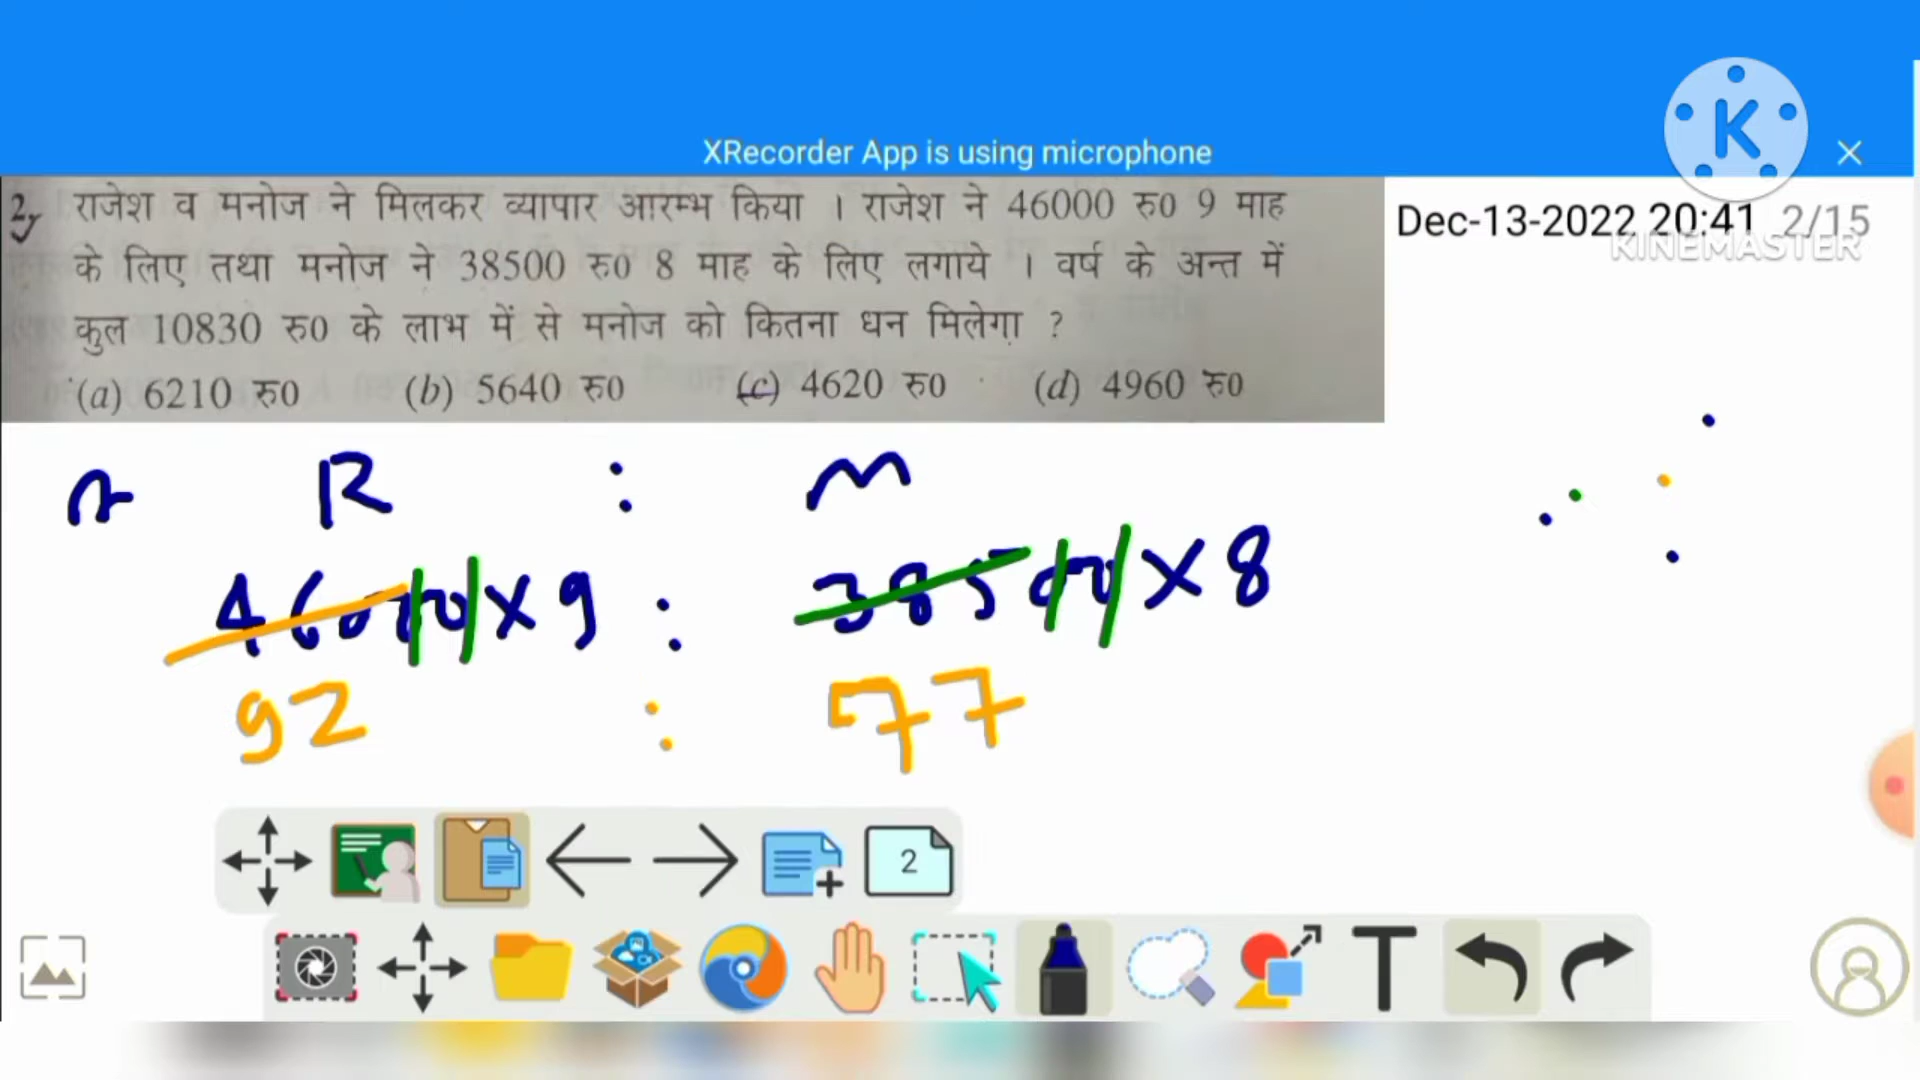 XRecorder App is using microphone
K
Dec-13-2022 20:41 2/15
KINEMASTER
2, राजेश व मनोज ने मिलकर व्यापार आरम्भ किया । राजेश ने 46000 रु0 9 माह
के लिए तथा मनोज ने 38500 रु0 8 माह के लिए लगाये । वर्ष के अन्त में
कुल 10830 रु0 के लाभ में से मनोज को कितना धन मिलेगा ?
(a) 6210 रु0 (b) 5640 रु0 (c) 4620 रु0 (d) 4960 रु0
R : M
46000 X 9 : 38500 X 8
92 : 77
2
T